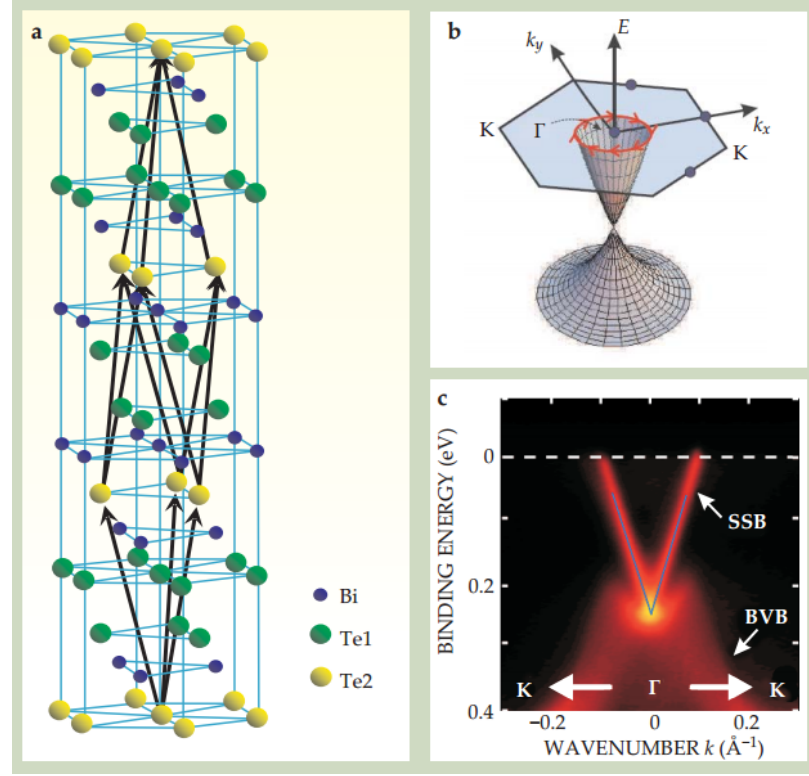 a
Bi
Te1
Te2
b
E
k_y
K
Γ
k_x
K
c
BINDING ENERGY (eV)
0
0.2
0.4
SSB
BVB
K Γ K
−0.2 0 0.2
WAVENUMBER k (Å⁻¹)